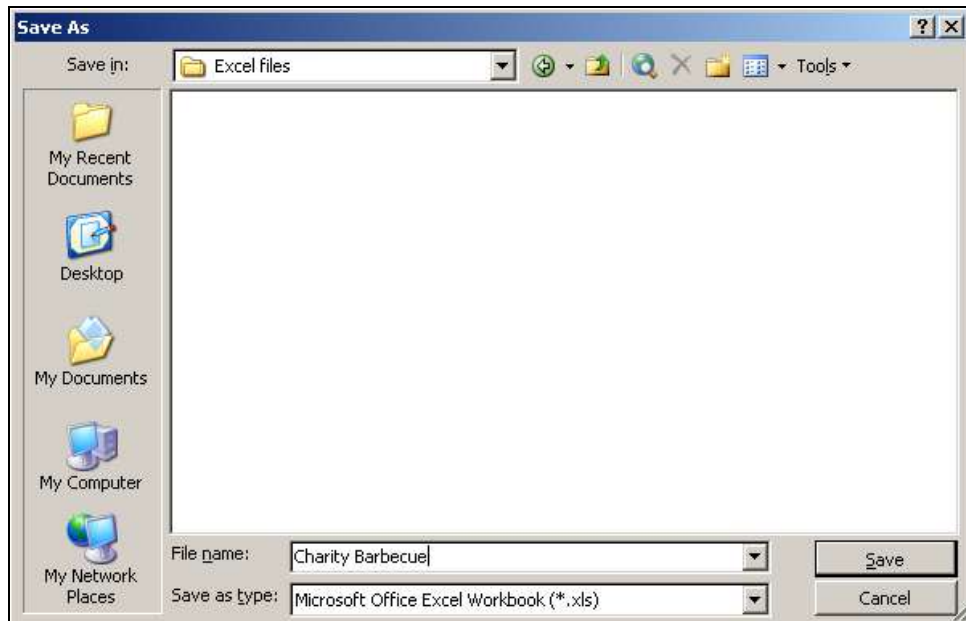 Save As
Save in:
Excel files
Tools
My Recent
Documents
Desktop
My Documents
My Computer
My Network
Places
File name:
Charity Barbecue
Save
Save as type:
Microsoft Office Excel Workbook (*.xls)
Cancel